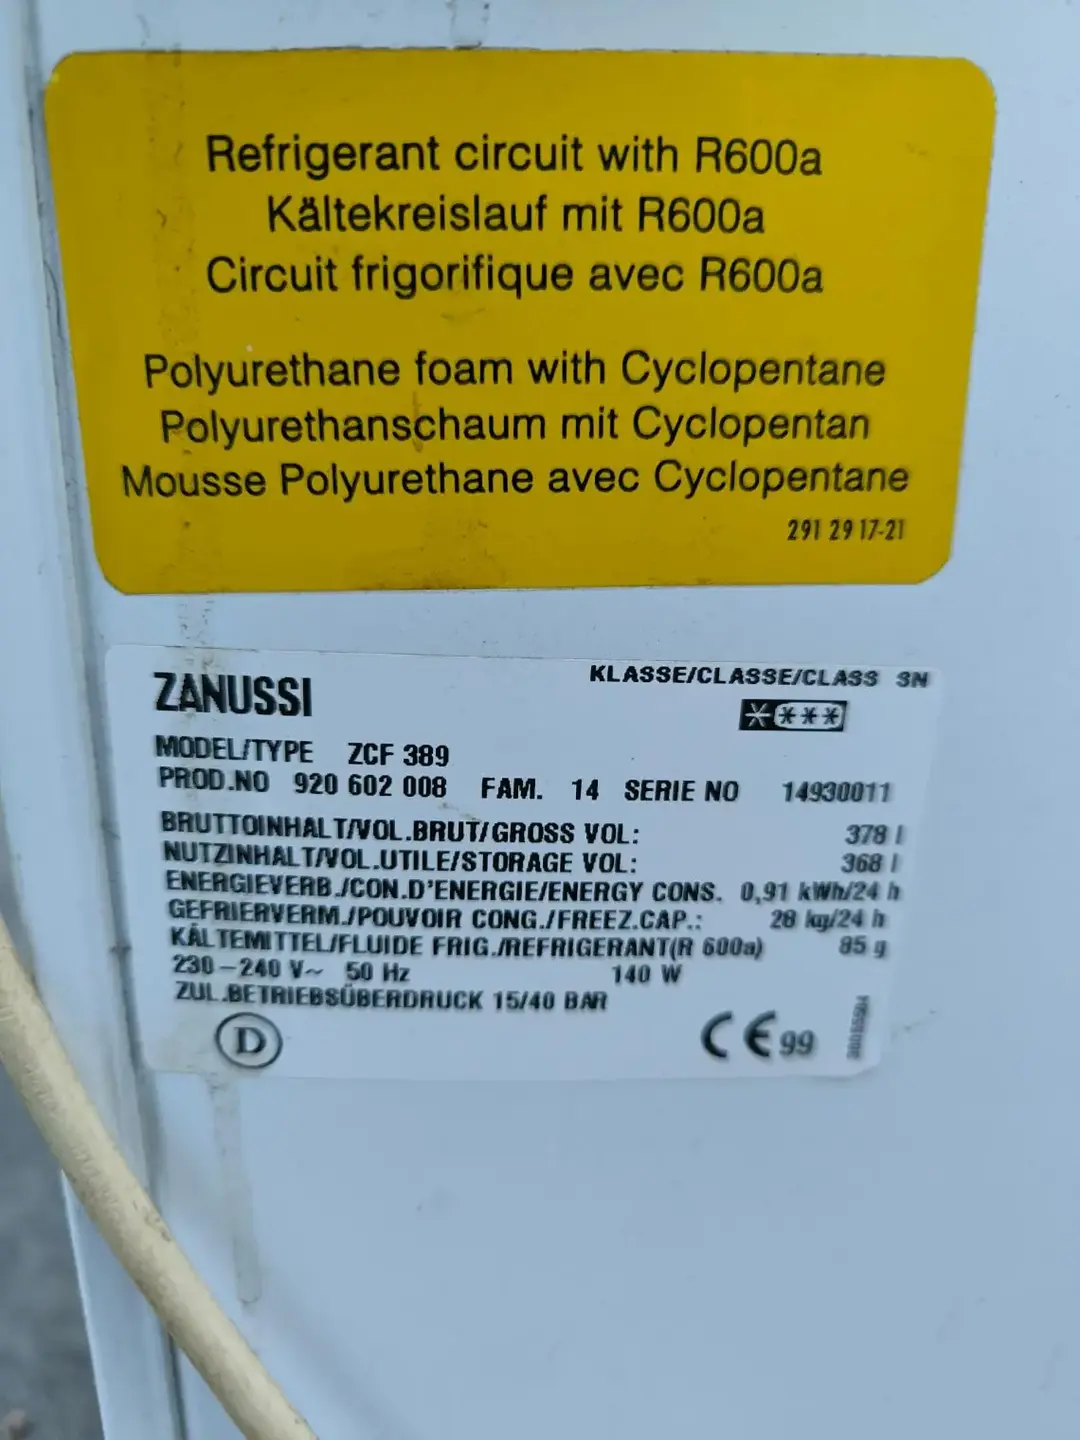 Refrigerant circuit with R600a
Kältekreislauf mit R600a
Circuit frigorifique avec R600a
Polyurethane foam with Cyclopentane
Polyurethanschaum mit Cyclopentan
Mousse Polyurethane avec Cyclopentane
291 29 17-21
ZANUSSI
KLASSE/CLASSE/CLASS SN
MODEL/TYPE ZCF 389
PROD.NO 920 602 008 FAM. 14 SERIE NO 14930011
BRUTTOINHALT/VOL.BRUT/GROSS VOL: 378 l
NUTZINHALT/VOL.UTILE/STORAGE VOL: 368 l
ENERGIEVERB./CON.D'ENERGIE/ENERGY CONS. 0,91 kWh/24 h
GEFRIERVERM./POUVOIR CONG./FREEZ.CAP.: 28 kg/24 h
KÄLTEMITTEL/FLUIDE FRIG./REFRIGERANT(R 600a) 85 g
230-240 V~ 50 Hz 140 W
ZUL.BETRIEBSÜBERDRUCK 15/40 BAR
D
CE 99